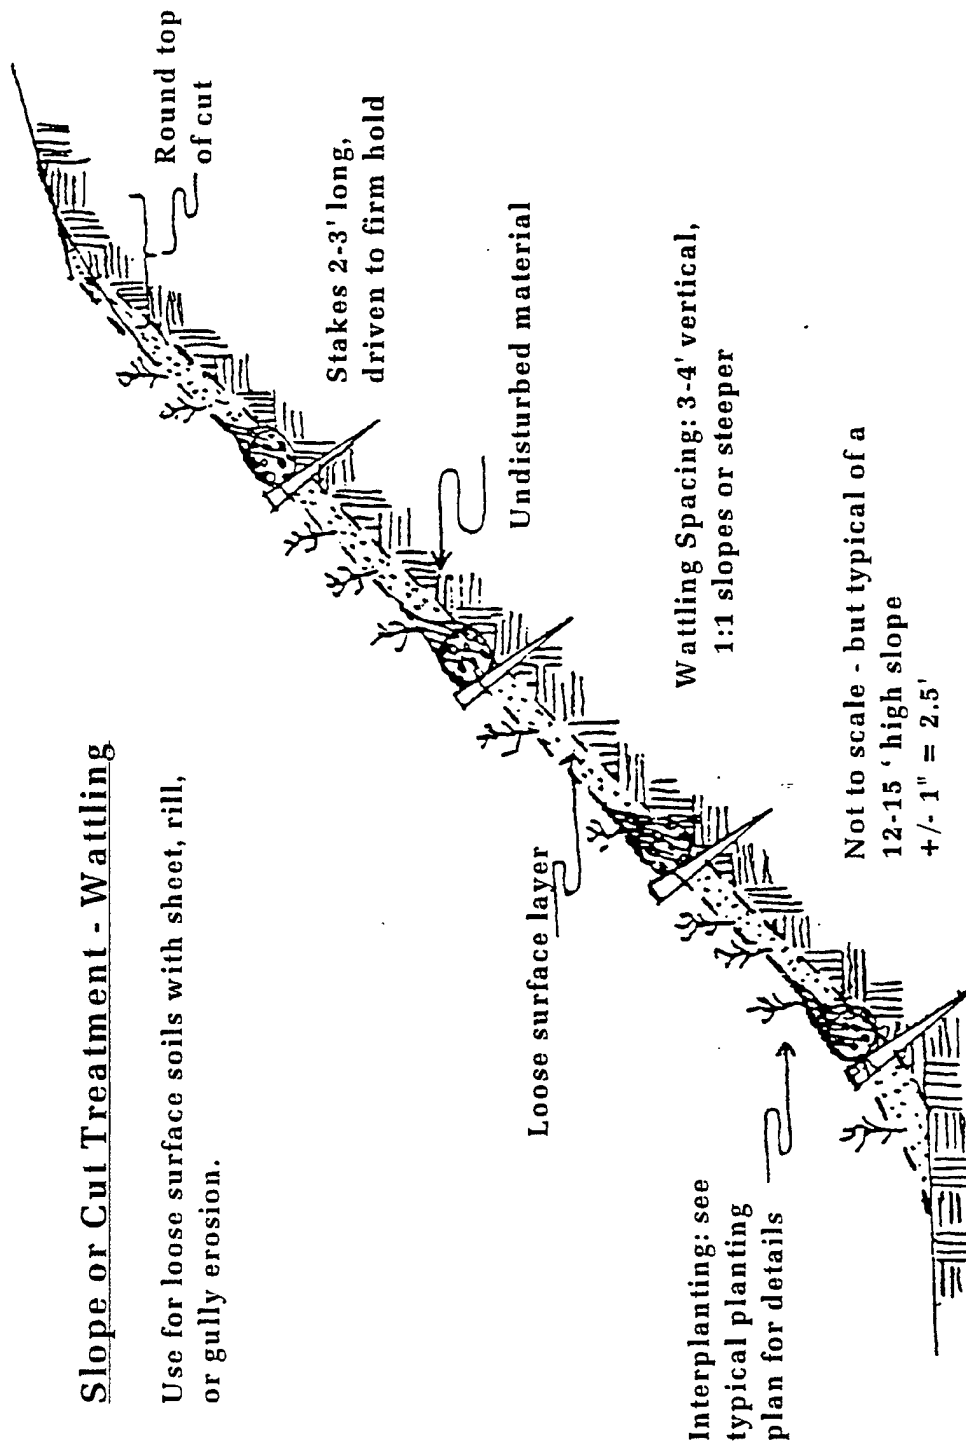 Slope or Cut Treatment - Wattling
Use for loose surface soils with sheet, rill,
or gully erosion.
Round top
of cut
Stakes 2-3' long,
driven to firm hold
Undisturbed material
Loose surface layer
Wattling Spacing: 3-4' vertical,
1:1 slopes or steeper
Interplanting: see
typical planting
plan for details
Not to scale - but typical of a
12-15 ' high slope
+/- 1" = 2.5'